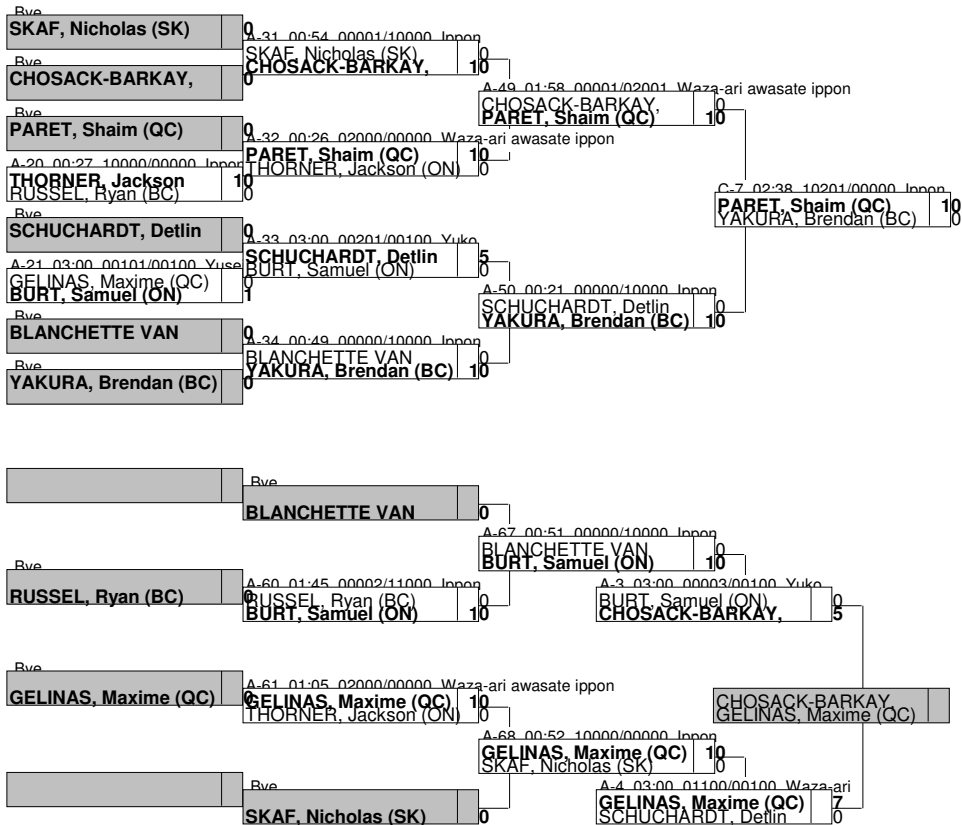 Bye
SKAF, Nicholas (SK) 0
Bye
CHOSACK-BARKAY, 0
Bye
PARET, Shaim (QC) 0
A-20 00:27 10000/00000 Ippon
THORNER, Jackson 10
RUSSEL, Ryan (BC) 0
Bye
SCHUCHARDT, Detlin 0
A-21 03:00 00101/00100 Yuse
GELINAS, Maxime (QC) 0
BURT, Samuel (ON) 1
Bye
BLANCHETTE VAN 0
Bye
YAKURA, Brendan (BC) 0
A-31 00:54 00001/10000 Ippon
SKAF, Nicholas (SK) 0
CHOSACK-BARKAY, 10
A-32 00:26 02000/00000 Waza-ari awasate ippon
PARET, Shaim (QC) 10
THORNER, Jackson (ON) 0
A-33 03:00 00201/00100 Yuko
SCHUCHARDT, Detlin 5
BURT, Samuel (ON) 0
A-34 00:49 00000/10000 Ippon
BLANCHETTE VAN 0
YAKURA, Brendan (BC) 10
A-49 01:58 00001/02001 Waza-ari awasate ippon
CHOSACK-BARKAY, 0
PARET, Shaim (QC) 10
A-50 00:21 00000/10000 Ippon
SCHUCHARDT, Detlin 0
YAKURA, Brendan (BC) 10
C-7 02:38 10201/00000 Ippon
PARET, Shaim (QC) 10
YAKURA, Brendan (BC) 0
Bye
RUSSEL, Ryan (BC) 0
Bye
GELINAS, Maxime (QC) 0
Bye
BLANCHETTE VAN 0
A-60 01:45 00002/11000 Ippon
RUSSEL, Ryan (BC) 0
BURT, Samuel (ON) 10
A-61 01:05 02000/00000 Waza-ari awasate ippon
GELINAS, Maxime (QC) 10
THORNER, Jackson (ON) 0
Bye
SKAF, Nicholas (SK) 0
A-67 00:51 00000/10000 Ippon
BLANCHETTE VAN 0
BURT, Samuel (ON) 10
A-68 00:52 10000/00000 Ippon
GELINAS, Maxime (QC) 10
SKAF, Nicholas (SK) 0
A-3 03:00 00003/00100 Yuko
BURT, Samuel (ON) 0
CHOSACK-BARKAY, 5
A-4 03:00 01100/00100 Waza-ari
GELINAS, Maxime (QC) 7
SCHUCHARDT, Detlin 0
CHOSACK-BARKAY,
GELINAS, Maxime (QC)